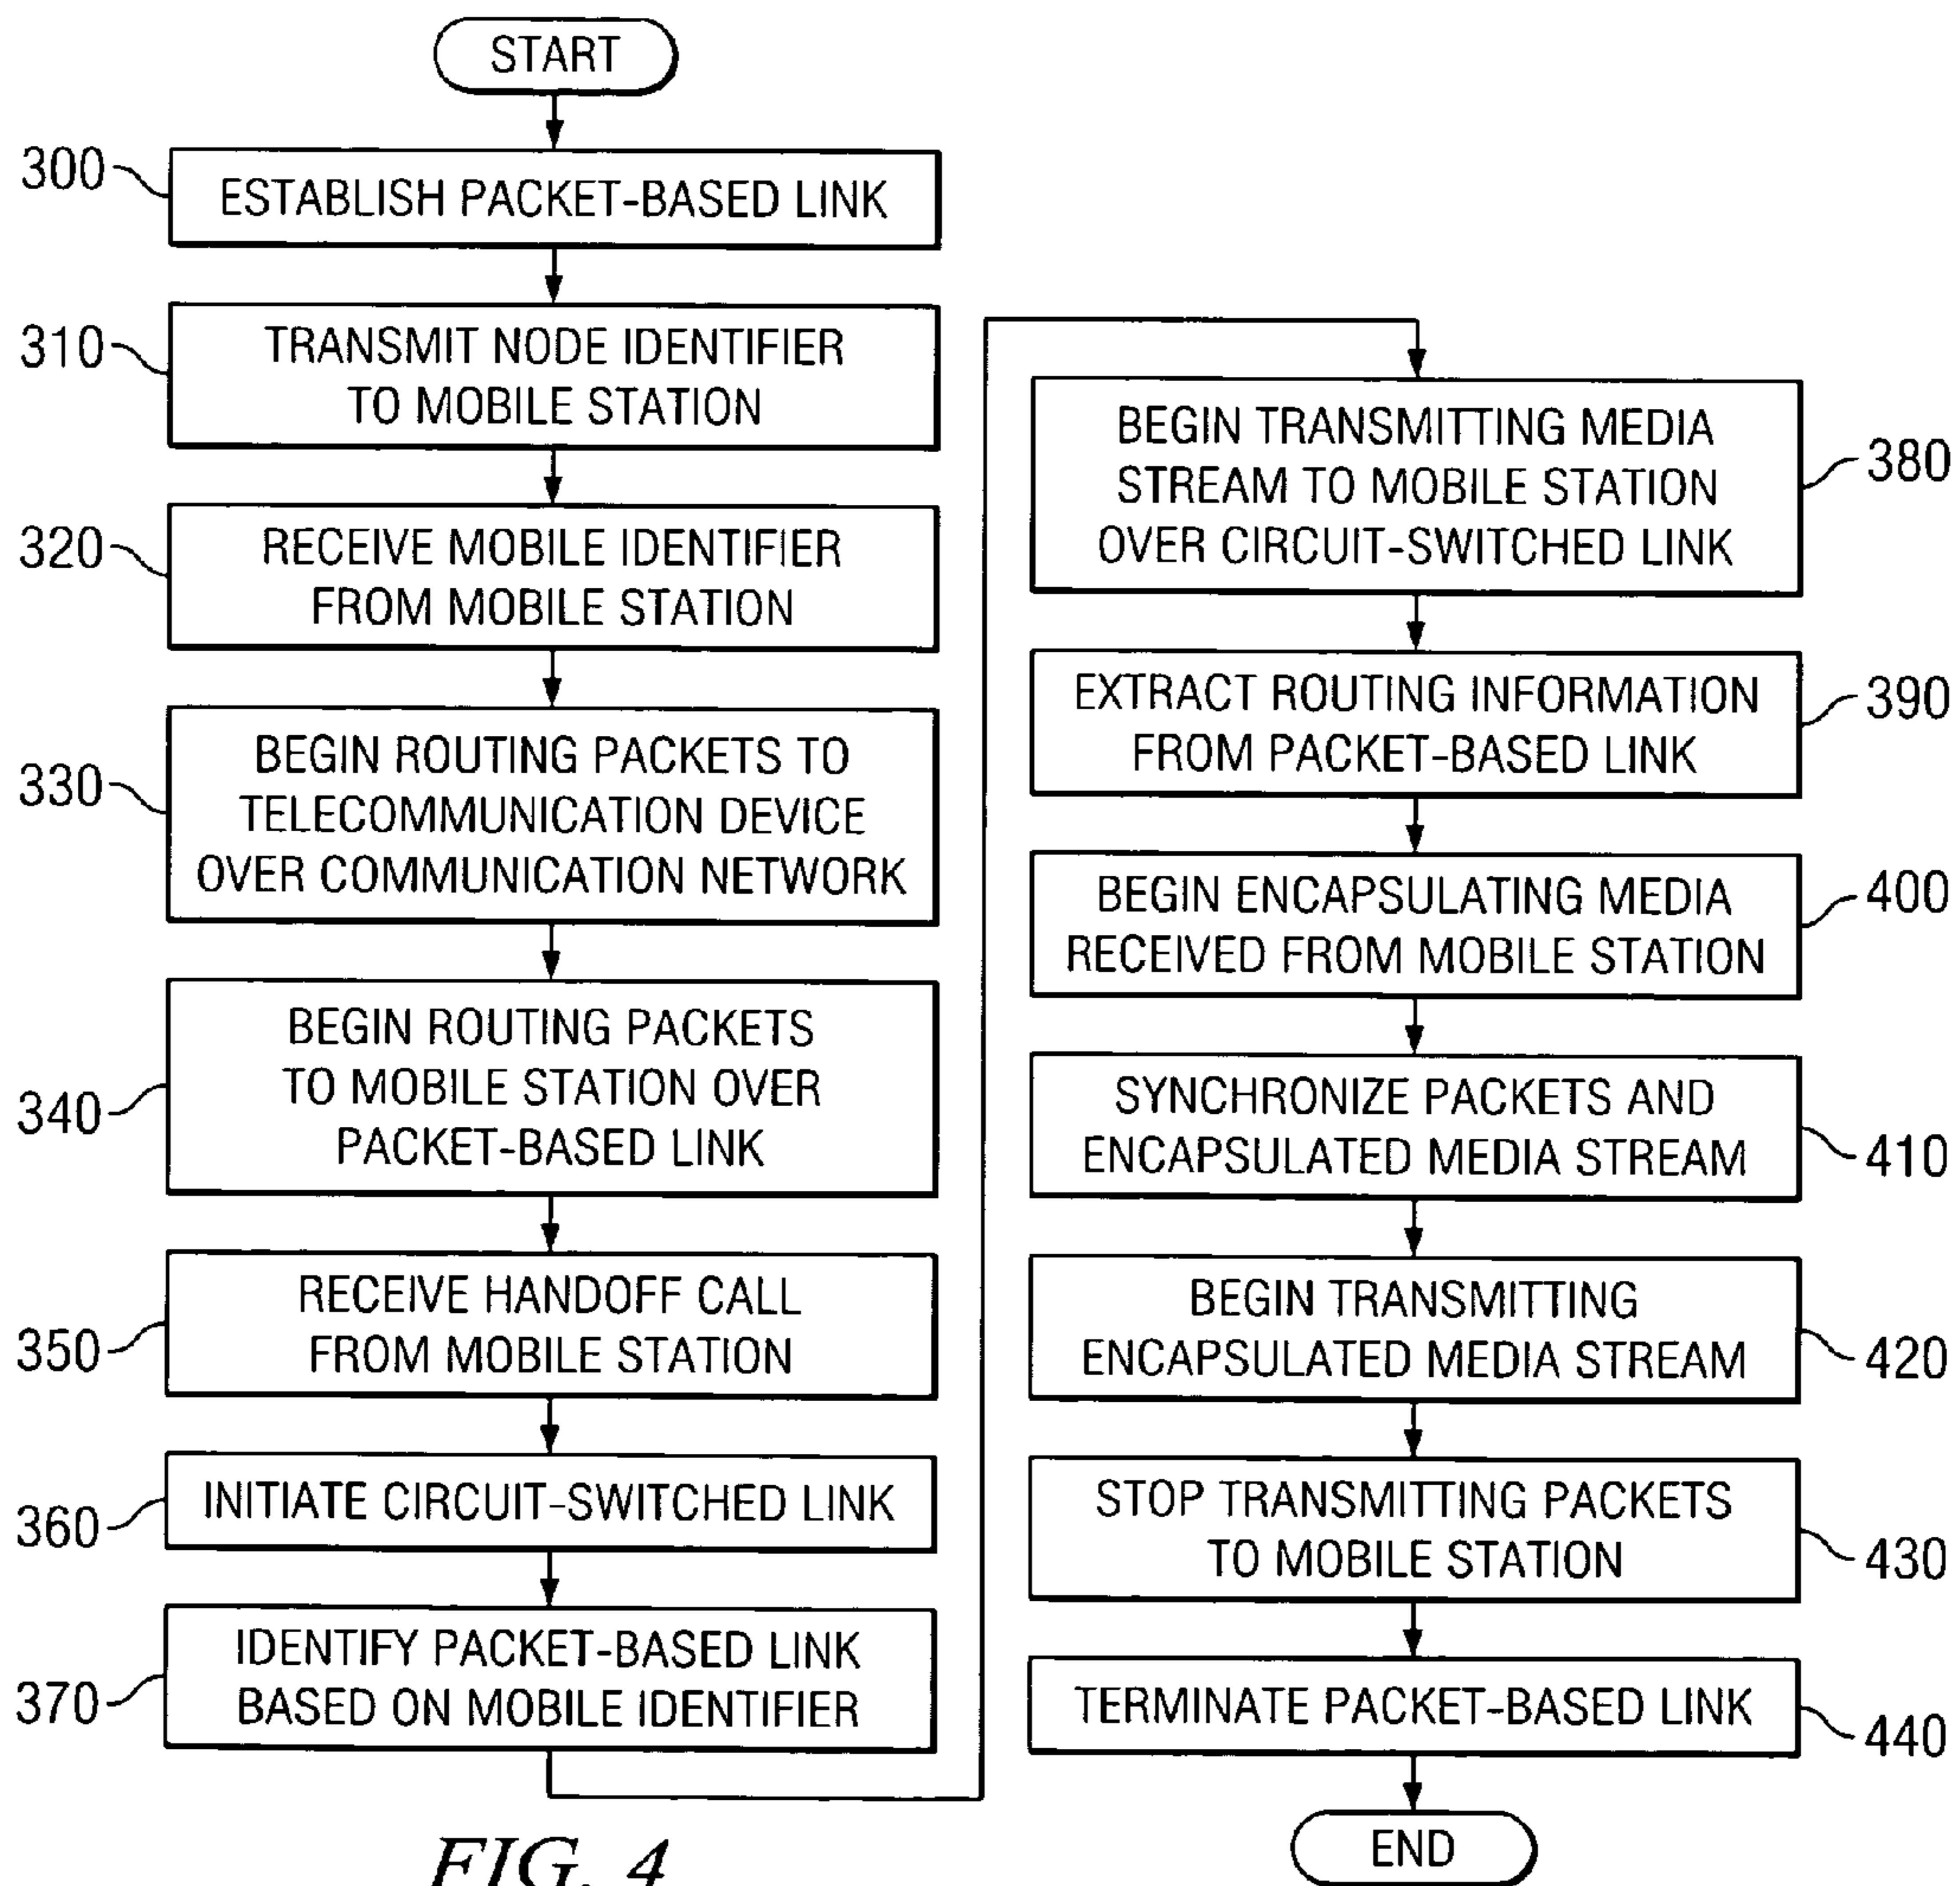 START
300
ESTABLISH PACKET-BASED LINK
310
TRANSMIT NODE IDENTIFIER
TO MOBILE STATION
320
RECEIVE MOBILE IDENTIFIER
FROM MOBILE STATION
330
BEGIN ROUTING PACKETS TO
TELECOMMUNICATION DEVICE
OVER COMMUNICATION NETWORK
340
BEGIN ROUTING PACKETS
TO MOBILE STATION OVER
PACKET-BASED LINK
350
RECEIVE HANDOFF CALL
FROM MOBILE STATION
360
INITIATE CIRCUIT-SWITCHED LINK
370
IDENTIFY PACKET-BASED LINK
BASED ON MOBILE IDENTIFIER
BEGIN TRANSMITTING MEDIA
STREAM TO MOBILE STATION
OVER CIRCUIT-SWITCHED LINK
380
EXTRACT ROUTING INFORMATION
FROM PACKET-BASED LINK
390
BEGIN ENCAPSULATING MEDIA
RECEIVED FROM MOBILE STATION
400
SYNCHRONIZE PACKETS AND
ENCAPSULATED MEDIA STREAM
410
BEGIN TRANSMITTING
ENCAPSULATED MEDIA STREAM
420
STOP TRANSMITTING PACKETS
TO MOBILE STATION
430
TERMINATE PACKET-BASED LINK
440
END
FIG. 4